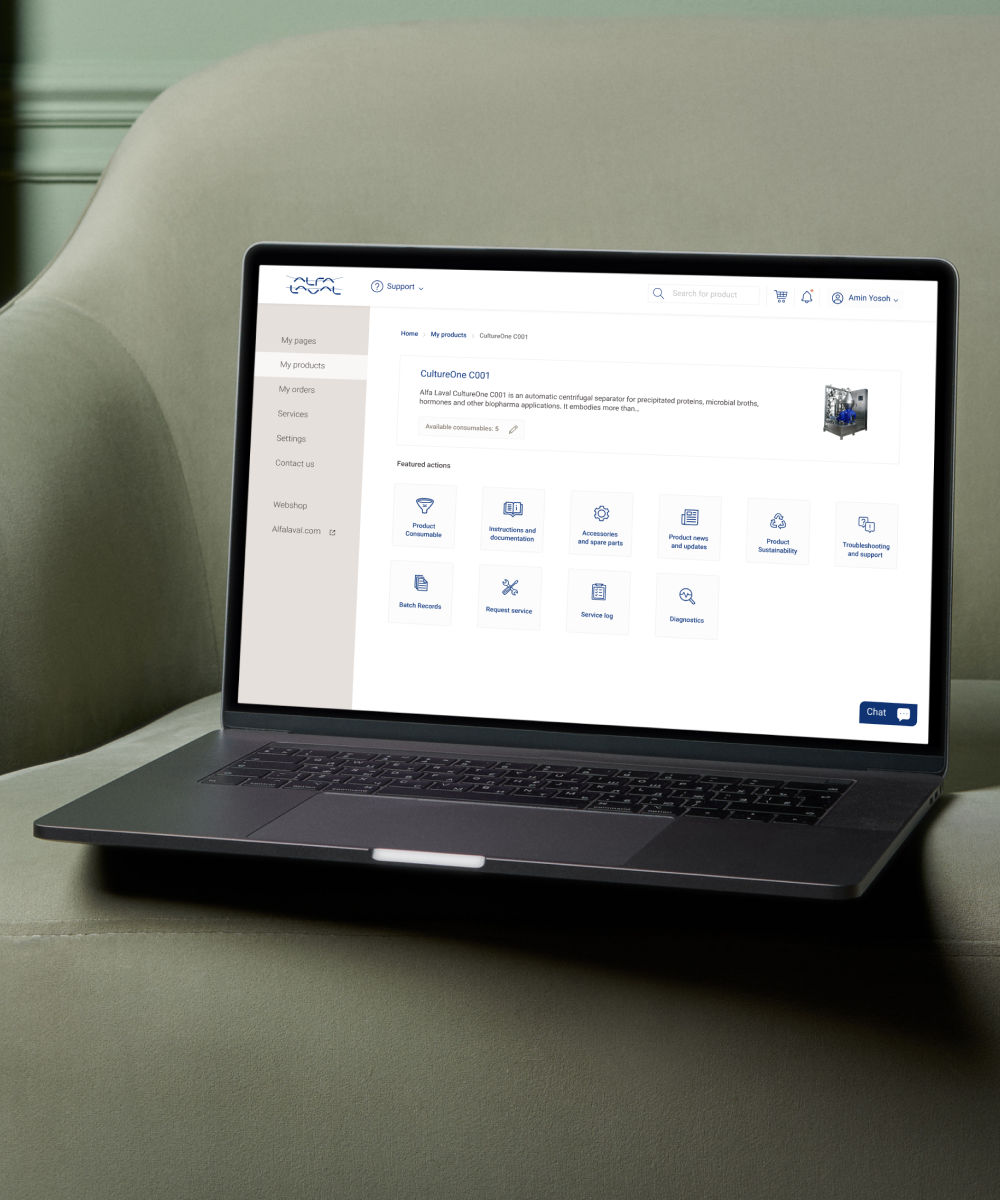 ALFA
LAVAL
Support
Search for product
Amin Yosoh
My pages
My products
My orders
Services
Settings
Contact us
Webshop
Alfalaval.com
Home
My products
CultureOne C001
CultureOne C001
Alfa Laval CultureOne C001 is an automatic centrifugal separator for precipitated proteins, microbial broths,
hormones and other biopharma applications. It embodies more than...
Available consumables: 5
Featured actions
Product
Consumable
Instructions and
documentation
Accessories
and spare parts
Product news
and updates
Product
Sustainability
Troubleshooting
and support
Batch Records
Request service
Service log
Diagnostics
Chat